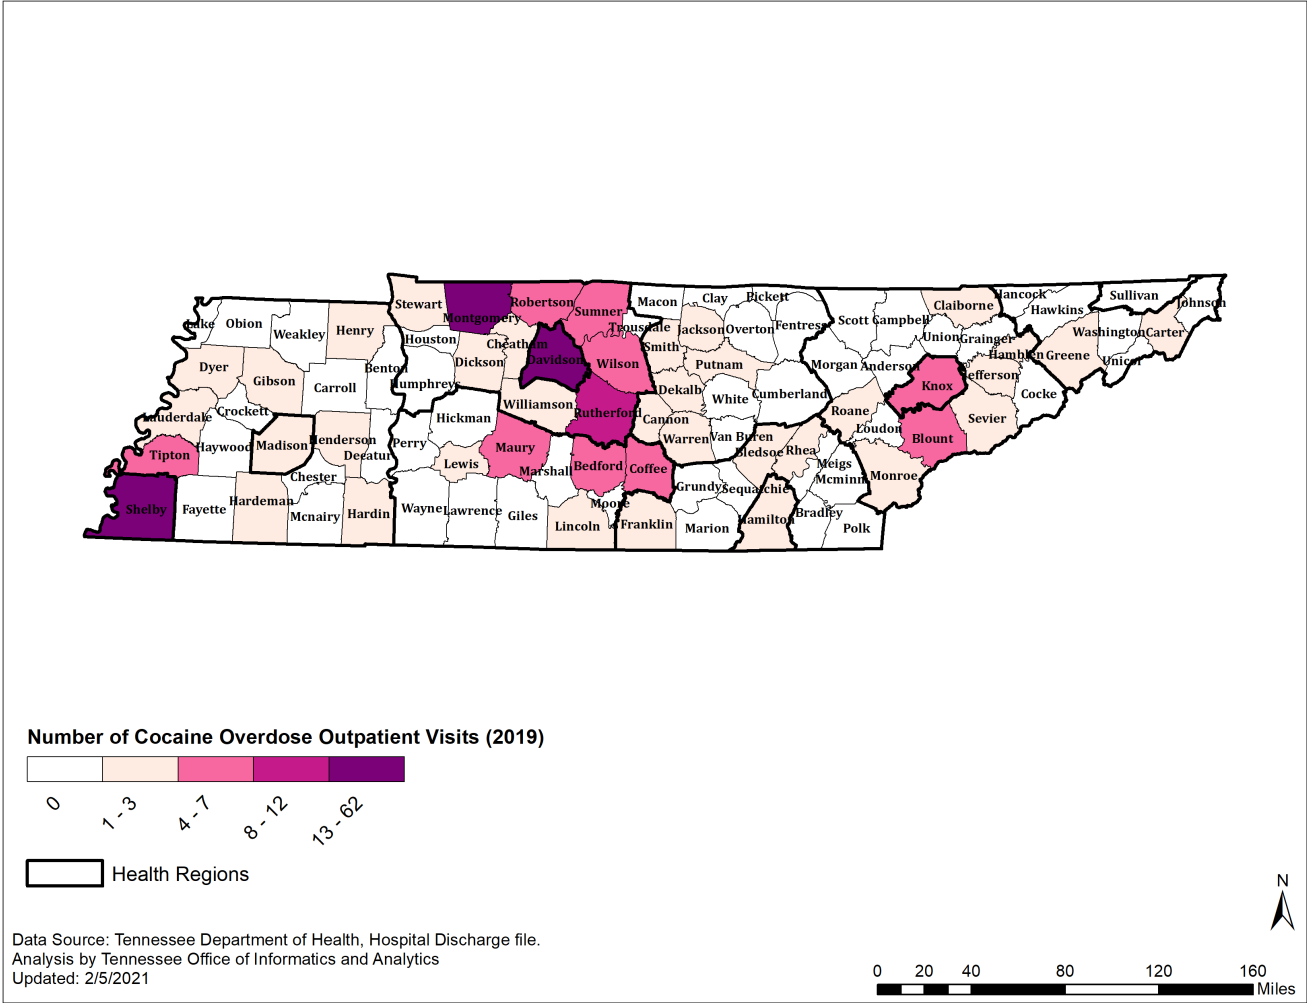 Stewart
Montgomery
Robertson
Sumner
Macon
Clay
Pickett
Scott
Campbell
Claiborne
Hancock
Hawkins
Sullivan
Johnson
Lake
Obion
Weakley
Henry
Houston
Dickson
Cheatham
Davidson
Wilson
Trousdale
Smith
Jackson
Overton
Fentress
Union
Grainger
Hamblen
Greene
Washington
Carter
Unicoi
Dyer
Gibson
Carroll
Benton
Humphreys
Williamson
Rutherford
Cannon
Dekalb
Putnam
White
Cumberland
Morgan
Anderson
Knox
Jefferson
Cocke
Lauderdale
Crockett
Haywood
Madison
Henderson
Decatur
Perry
Hickman
Maury
Marshall
Bedford
Coffee
Warren
Van Buren
Bledsoe
Rhea
Roane
Loudon
Blount
Sevier
Tipton
Chester
Lewis
Grundy
Sequatchie
Meigs
Mcminn
Monroe
Shelby
Fayette
Hardeman
Mcnairy
Hardin
Wayne
Lawrence
Giles
Lincoln
Moore
Franklin
Marion
Hamilton
Bradley
Polk
Number of Cocaine Overdose Outpatient Visits (2019)
0
1 - 3
4 - 7
8 - 12
13 - 62
Health Regions
Data Source: Tennessee Department of Health, Hospital Discharge file.
Analysis by Tennessee Office of Informatics and Analytics
Updated: 2/5/2021
N
0 20 40 80 120 160
Miles